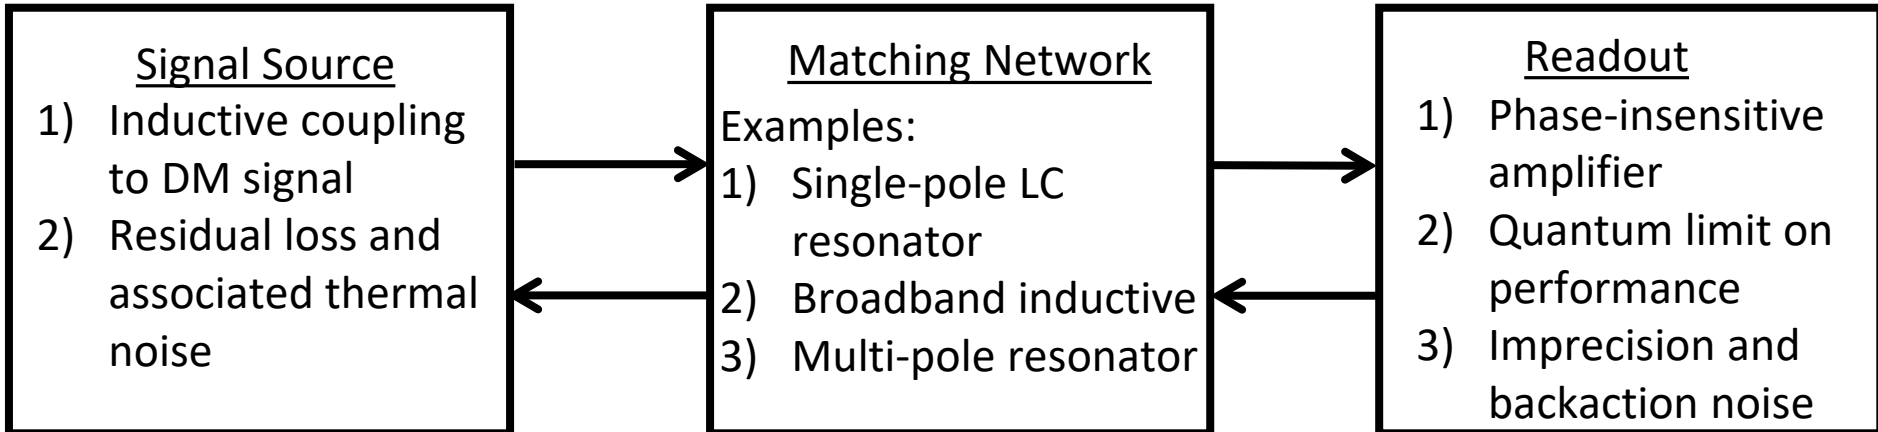 Signal Source
1) Inductive coupling
to DM signal
2) Residual loss and
associated thermal
noise
Matching Network
Examples:
1) Single-pole LC
resonator
2) Broadband inductive
3) Multi-pole resonator
Readout
1) Phase-insensitive
amplifier
2) Quantum limit on
performance
3) Imprecision and
backaction noise